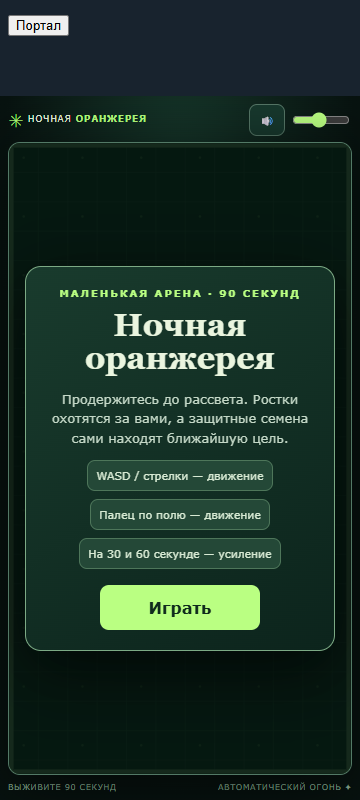 Портал
НОЧНАЯ ОРАНЖЕРЕЯ
МАЛЕНЬКАЯ АРЕНА · 90 СЕКУНД
Ночная
оранжерея
Продержитесь до рассвета. Ростки
охотятся за вами, а защитные семена
сами находят ближайшую цель.
WASD / стрелки — движение
Палец по полю — движение
На 30 и 60 секунде — усиление
Играть
ВЫЖИВИТЕ 90 СЕКУНД
АВТОМАТИЧЕСКИЙ ОГОНЬ ✦